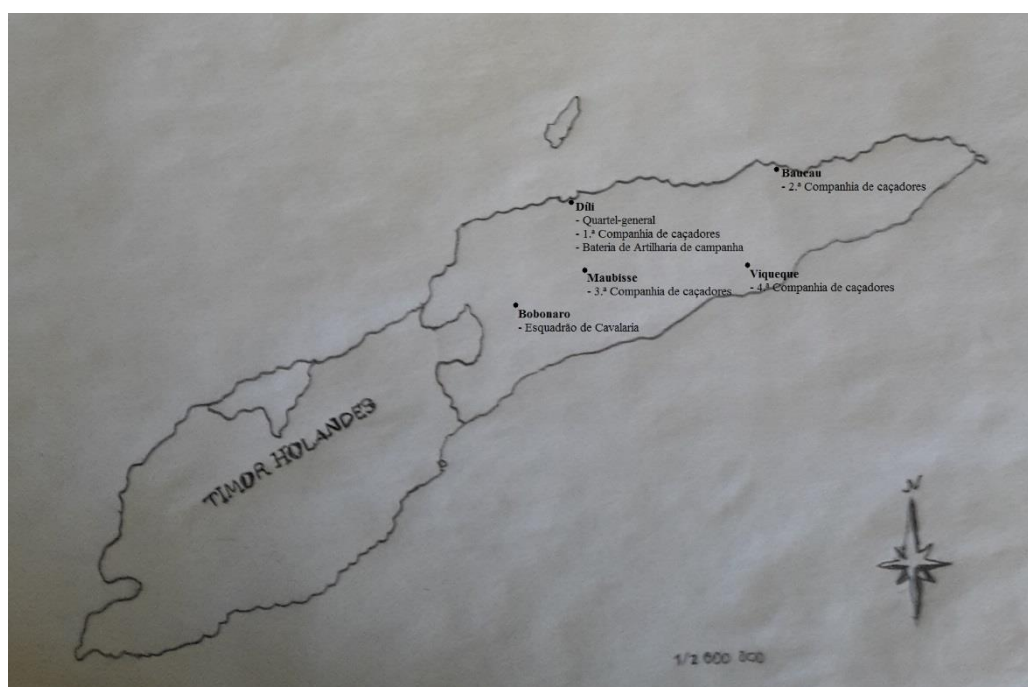 Baucau
- 2.ª Companhia de caçadores
Díli
- Quartel-general
- 1.ª Companhia de caçadores
- Bateria de Artilharia de campanha
Maubisse
- 3.ª Companhia de caçadores
Viqueque
- 4.ª Companhia de caçadores
Bobonaro
- Esquadrão de Cavalaria
TIMOR HOLANDES
N